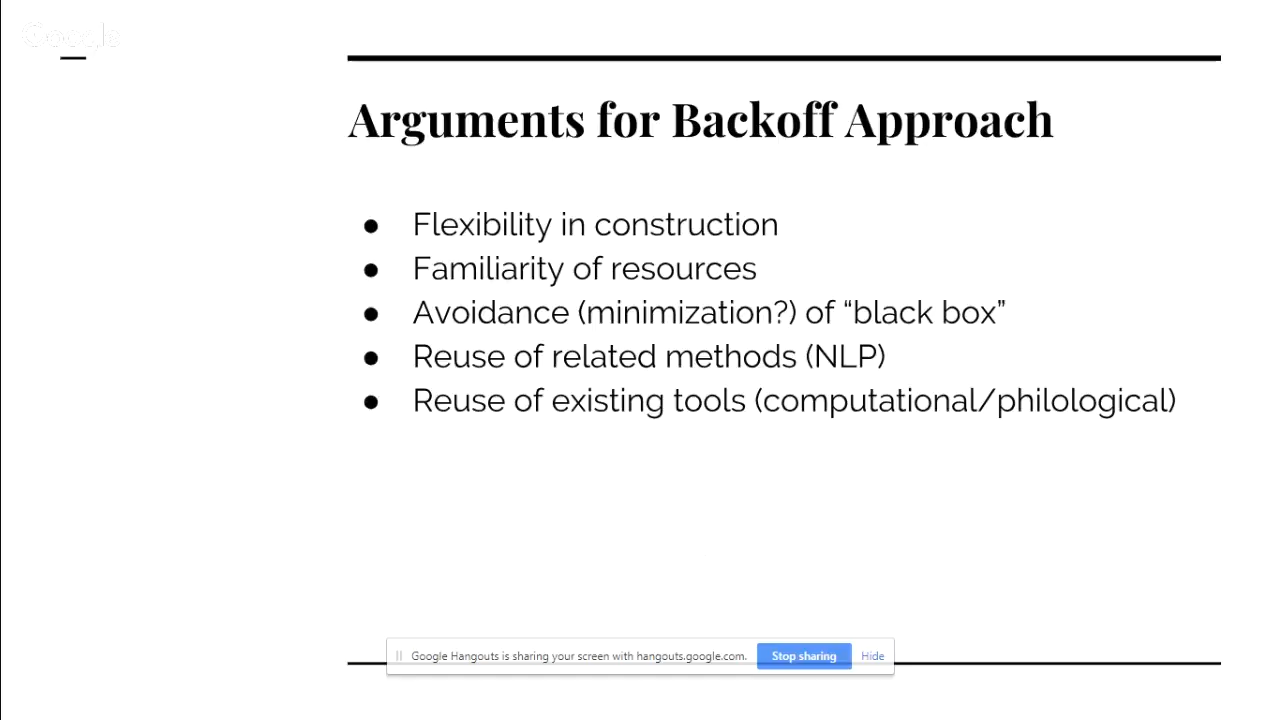 Google
Arguments for Backoff Approach
● Flexibility in construction
● Familiarity of resources
● Avoidance (minimization?) of “black box”
● Reuse of related methods (NLP)
● Reuse of existing tools (computational/philological)
Google Hangouts is sharing your screen with hangouts.google.com. Stop sharing Hide